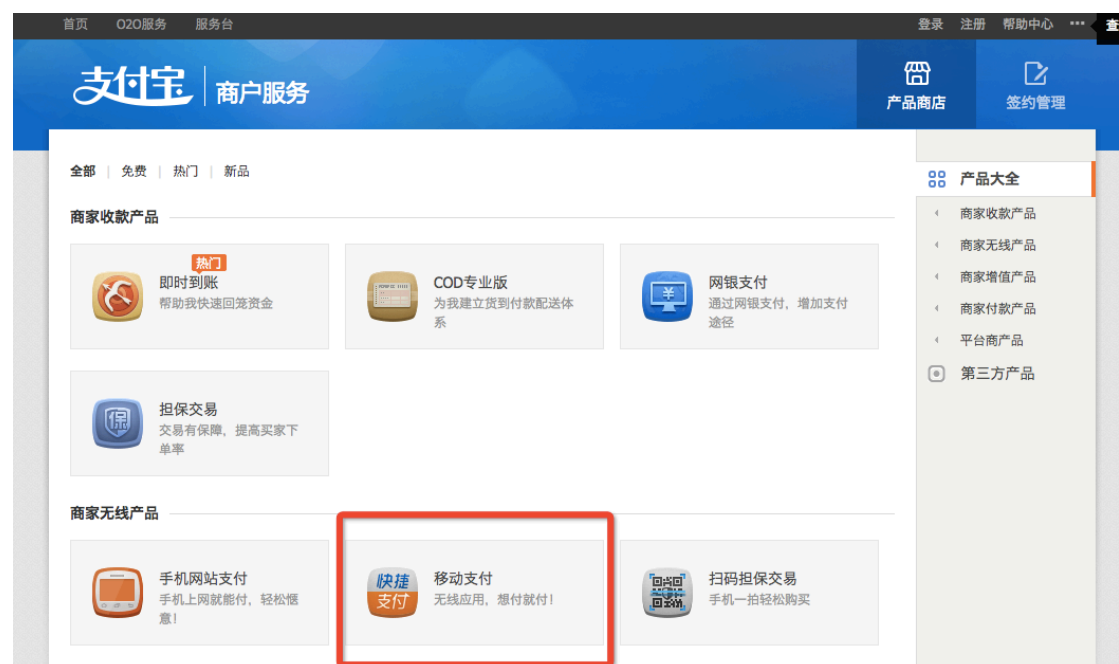 首页 O2O服务 服务台 登录 注册 帮助中心 ••• 查
支付宝 商户服务
产品商店 签约管理
全部 | 免费 | 热门 | 新品
商家收款产品
热门
即时到账
帮助我快速回笼资金
COD专业版
为我建立货到付款配送体
系
网银支付
通过网银支付，增加支付
途径
保
担保交易
交易有保障，提高买家下
单率
商家无线产品
手机网站支付
手机上网就能付，轻松惬
意！
快捷
支付
移动支付
无线应用，想付就付！
扫码担保交易
手机一拍轻松购买
产品大全
商家收款产品
商家无线产品
商家增值产品
商家付款产品
平台商产品
第三方产品